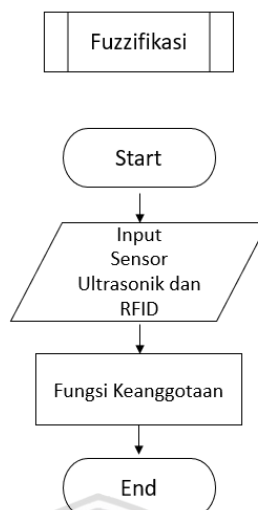 Fuzzifikasi
Start
Input
Sensor
Ultrasonik dan
RFID
Fungsi Keanggotaan
End